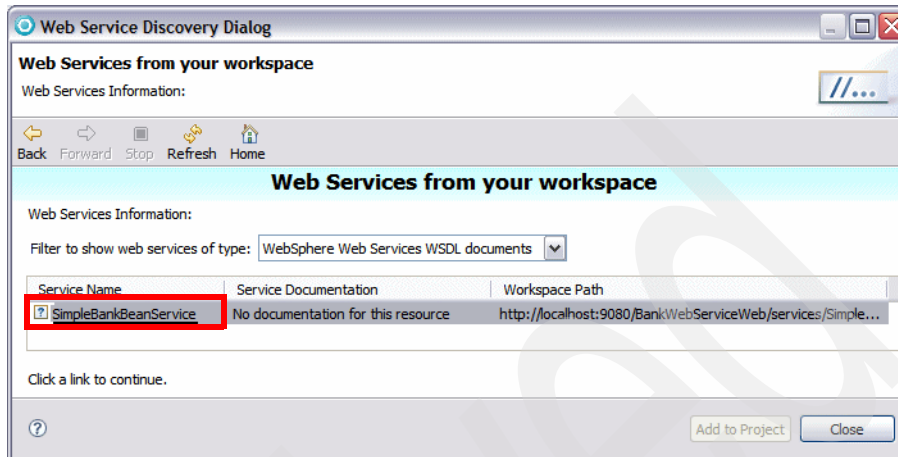 Web Service Discovery Dialog
Web Services from your workspace
Web Services Information:
//...
Back Forward Stop Refresh Home
Web Services from your workspace
Web Services Information:
Filter to show web services of type: WebSphere Web Services WSDL documents
Service Name Service Documentation Workspace Path
SimpleBankBeanService No documentation for this resource http://localhost:9080/BankWebServiceWeb/services/Simple...
Click a link to continue.
? Add to Project Close